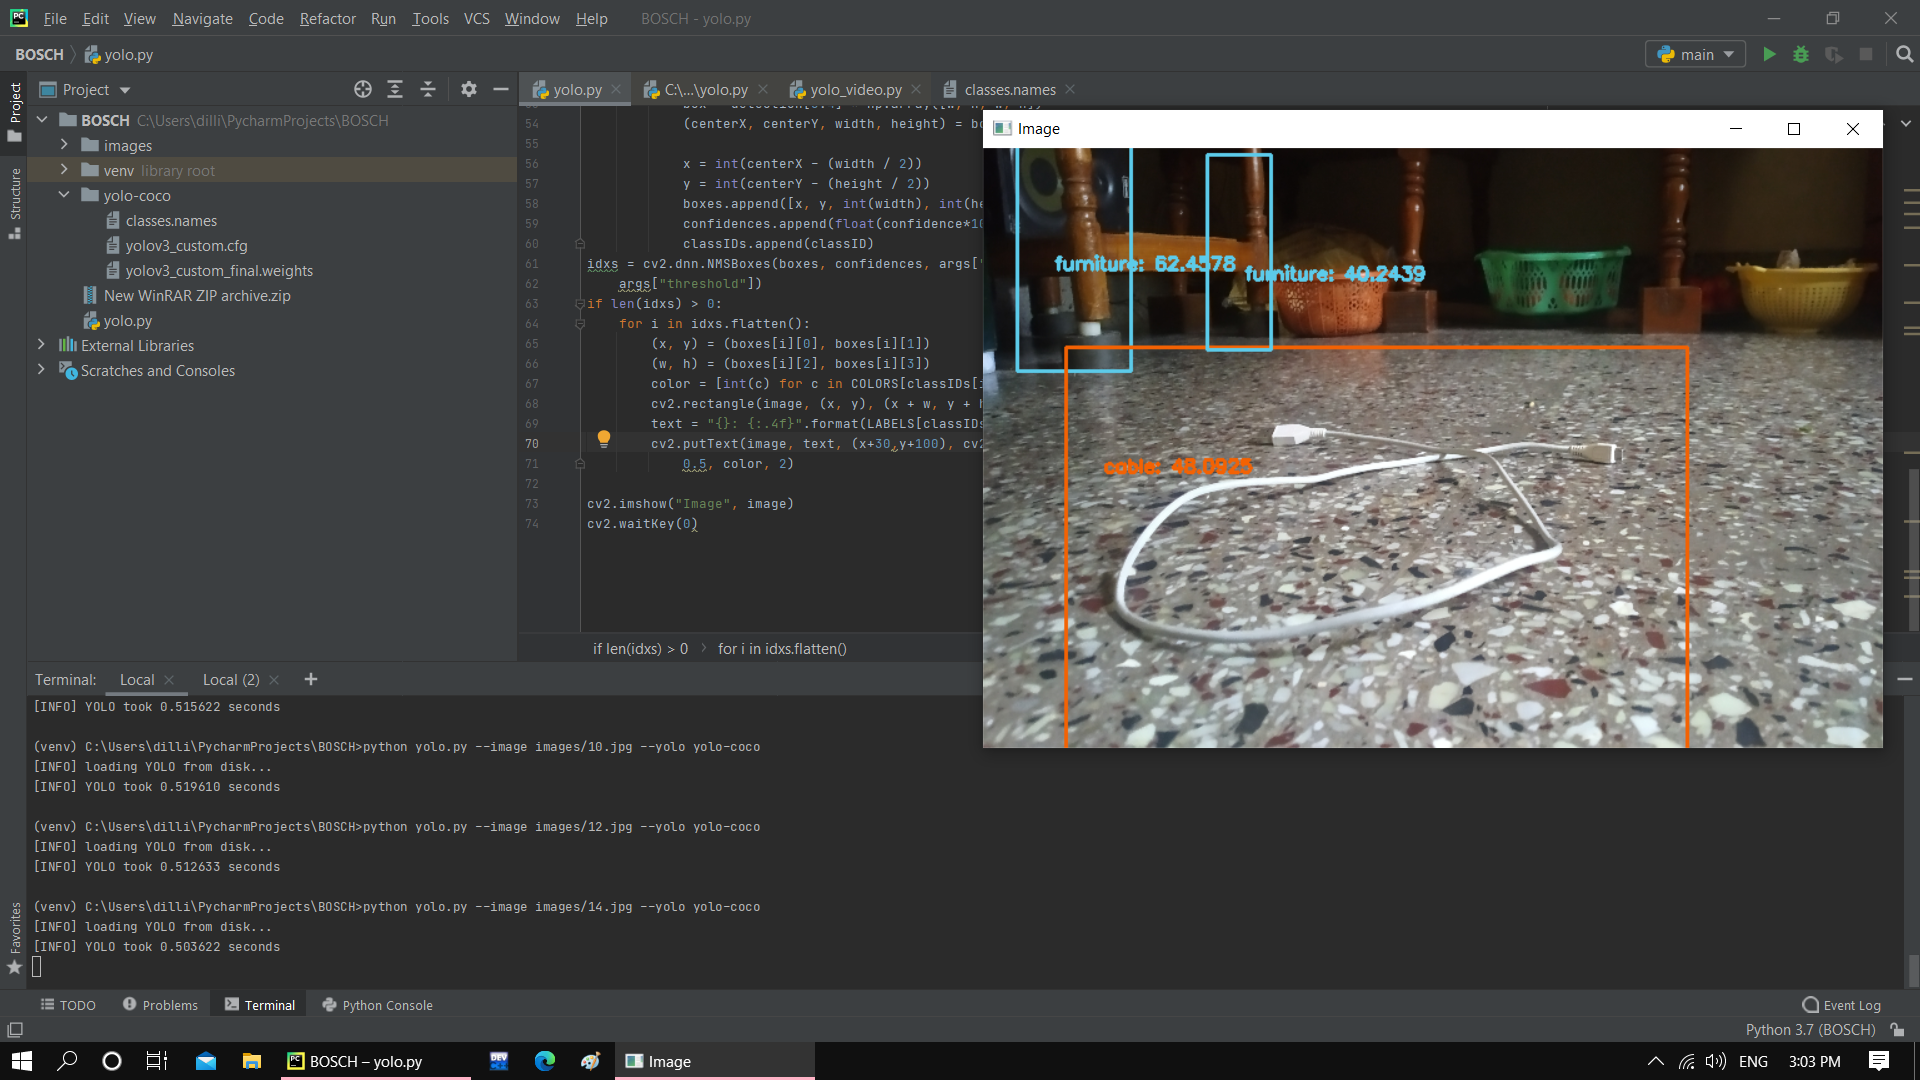 File Edit View Navigate Code Refactor Run Tools VCS Window Help BOSCH - yolo.py
BOSCH yolo.py main
Project
Project
yolo.py C:\...\yolo.py yolo_video.py classes.names
BOSCH C:\Users\dilli\PycharmProjects\BOSCH
images
venv library root
yolo-coco
classes.names
yolov3_custom.cfg
yolov3_custom_final.weights
New WinRAR ZIP archive.zip
yolo.py
External Libraries
Scratches and Consoles
Structure
54 (centerX, centerY, width, height) =
55
56 x = int(centerX - (width / 2))
57 y = int(centerY - (height / 2))
58 boxes.append([x, y, int(width), int(he
59 confidences.append(float(confidence*10
60 classIDs.append(classID)
61 idxs = cv2.dnn.NMSBoxes(boxes, confidences, args["
62 args["threshold"])
63 if len(idxs) > 0:
64 for i in idxs.flatten():
65 (x, y) = (boxes[i][0], boxes[i][1])
66 (w, h) = (boxes[i][2], boxes[i][3])
67 color = [int(c) for c in COLORS[classIDs[i
68 cv2.rectangle(image, (x, y), (x + w, y + h
69 text = "{}: {:.4f}".format(LABELS[classIDs
70 cv2.putText(image, text, (x+30,y+100), cv2
71 0.5, color, 2)
72
73 cv2.imshow("Image", image)
74 cv2.waitKey(0)
if len(idxs) > 0 for i in idxs.flatten()
Image
furniture: 62.4578
furniture: 40.2439
cable: 48.0925
Terminal: Local Local (2) +
[INFO] YOLO took 0.515622 seconds
(venv) C:\Users\dilli\PycharmProjects\BOSCH>python yolo.py --image images/10.jpg --yolo yolo-coco
[INFO] loading YOLO from disk...
[INFO] YOLO took 0.519610 seconds
(venv) C:\Users\dilli\PycharmProjects\BOSCH>python yolo.py --image images/12.jpg --yolo yolo-coco
[INFO] loading YOLO from disk...
[INFO] YOLO took 0.512633 seconds
(venv) C:\Users\dilli\PycharmProjects\BOSCH>python yolo.py --image images/14.jpg --yolo yolo-coco
[INFO] loading YOLO from disk...
[INFO] YOLO took 0.503622 seconds
Favorites
TODO Problems Terminal Python Console Event Log
Python 3.7 (BOSCH)
BOSCH – yolo.py DEV Image ENG 3:03 PM